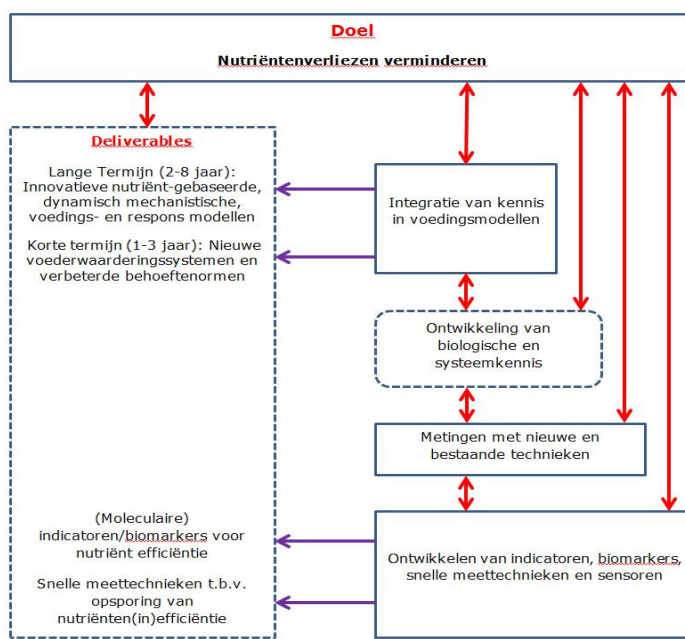 Doel
Nutriëntenverliezen verminderen
Deliverables
Lange Termijn (2-8 jaar):
Innovatieve nutriënt-gebaseerde,
dynamisch mechanistische,
voedings- en respons modellen
Korte termijn (1-3 jaar): Nieuwe
voederwaarderingssystemen en
verbeterde behoeftenormen
(Moleculaire)
indicatoren/biomarkers voor
nutriënt efficiëntie
Snelle meettechnieken t.b.v.
opsporing van
nutriënten(in)efficiëntie
Integratie van kennis
in voedingsmodellen
Ontwikkeling van
biologische en
systeemkennis
Metingen met nieuwe en
bestaande technieken
Ontwikkelen van indicatoren, biomarkers,
snelle meettechnieken en sensoren